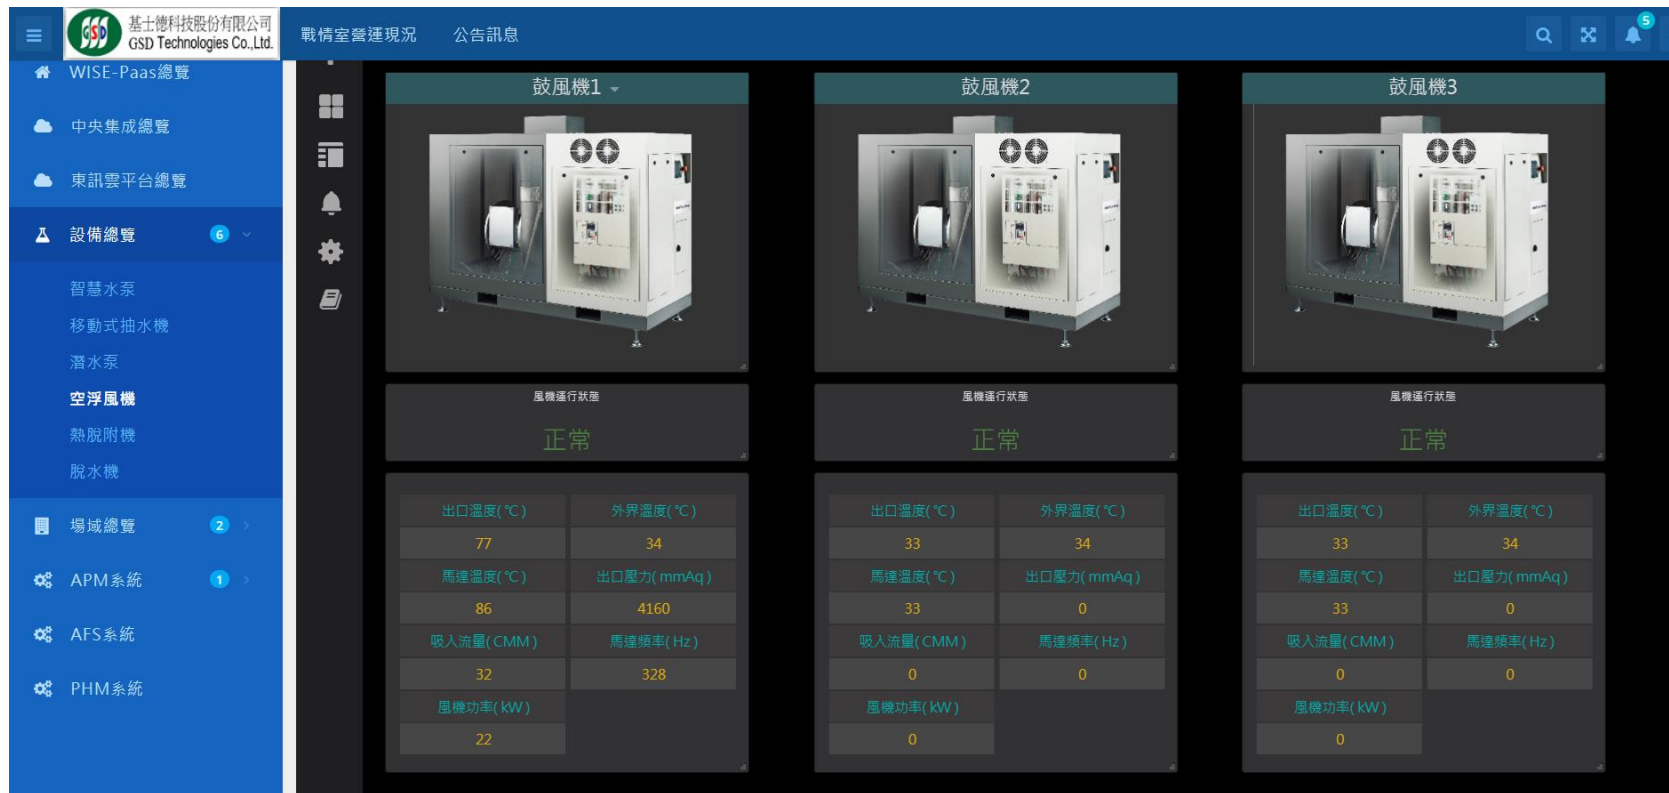 基士德科技股份有限公司
GSD Technologies Co.,Ltd.
GSD
戰情室營運現況
公告訊息
5
WISE-Paas總覽
中央集成總覽
東訊雲平台總覽
設備總覽 6
智慧水泵
移動式抽水機
潛水泵
空浮風機
熱脫附機
脫水機
場域總覽 2
APM系統 1
AFS系統
PHM系統
鼓風機1
風機運行狀態
正常
出口溫度(℃) 外界溫度(℃)
77 34
馬達溫度(℃) 出口壓力(mmAq)
86 4160
吸入流量(CMM) 馬達頻率(Hz)
32 328
風機功率(kW)
22
鼓風機2
風機運行狀態
正常
出口溫度(℃) 外界溫度(℃)
33 34
馬達溫度(℃) 出口壓力(mmAq)
33 0
吸入流量(CMM) 馬達頻率(Hz)
0 0
風機功率(kW)
0
鼓風機3
風機運行狀態
正常
出口溫度(℃) 外界溫度(℃)
33 34
馬達溫度(℃) 出口壓力(mmAq)
33 0
吸入流量(CMM) 馬達頻率(Hz)
0 0
風機功率(kW)
0